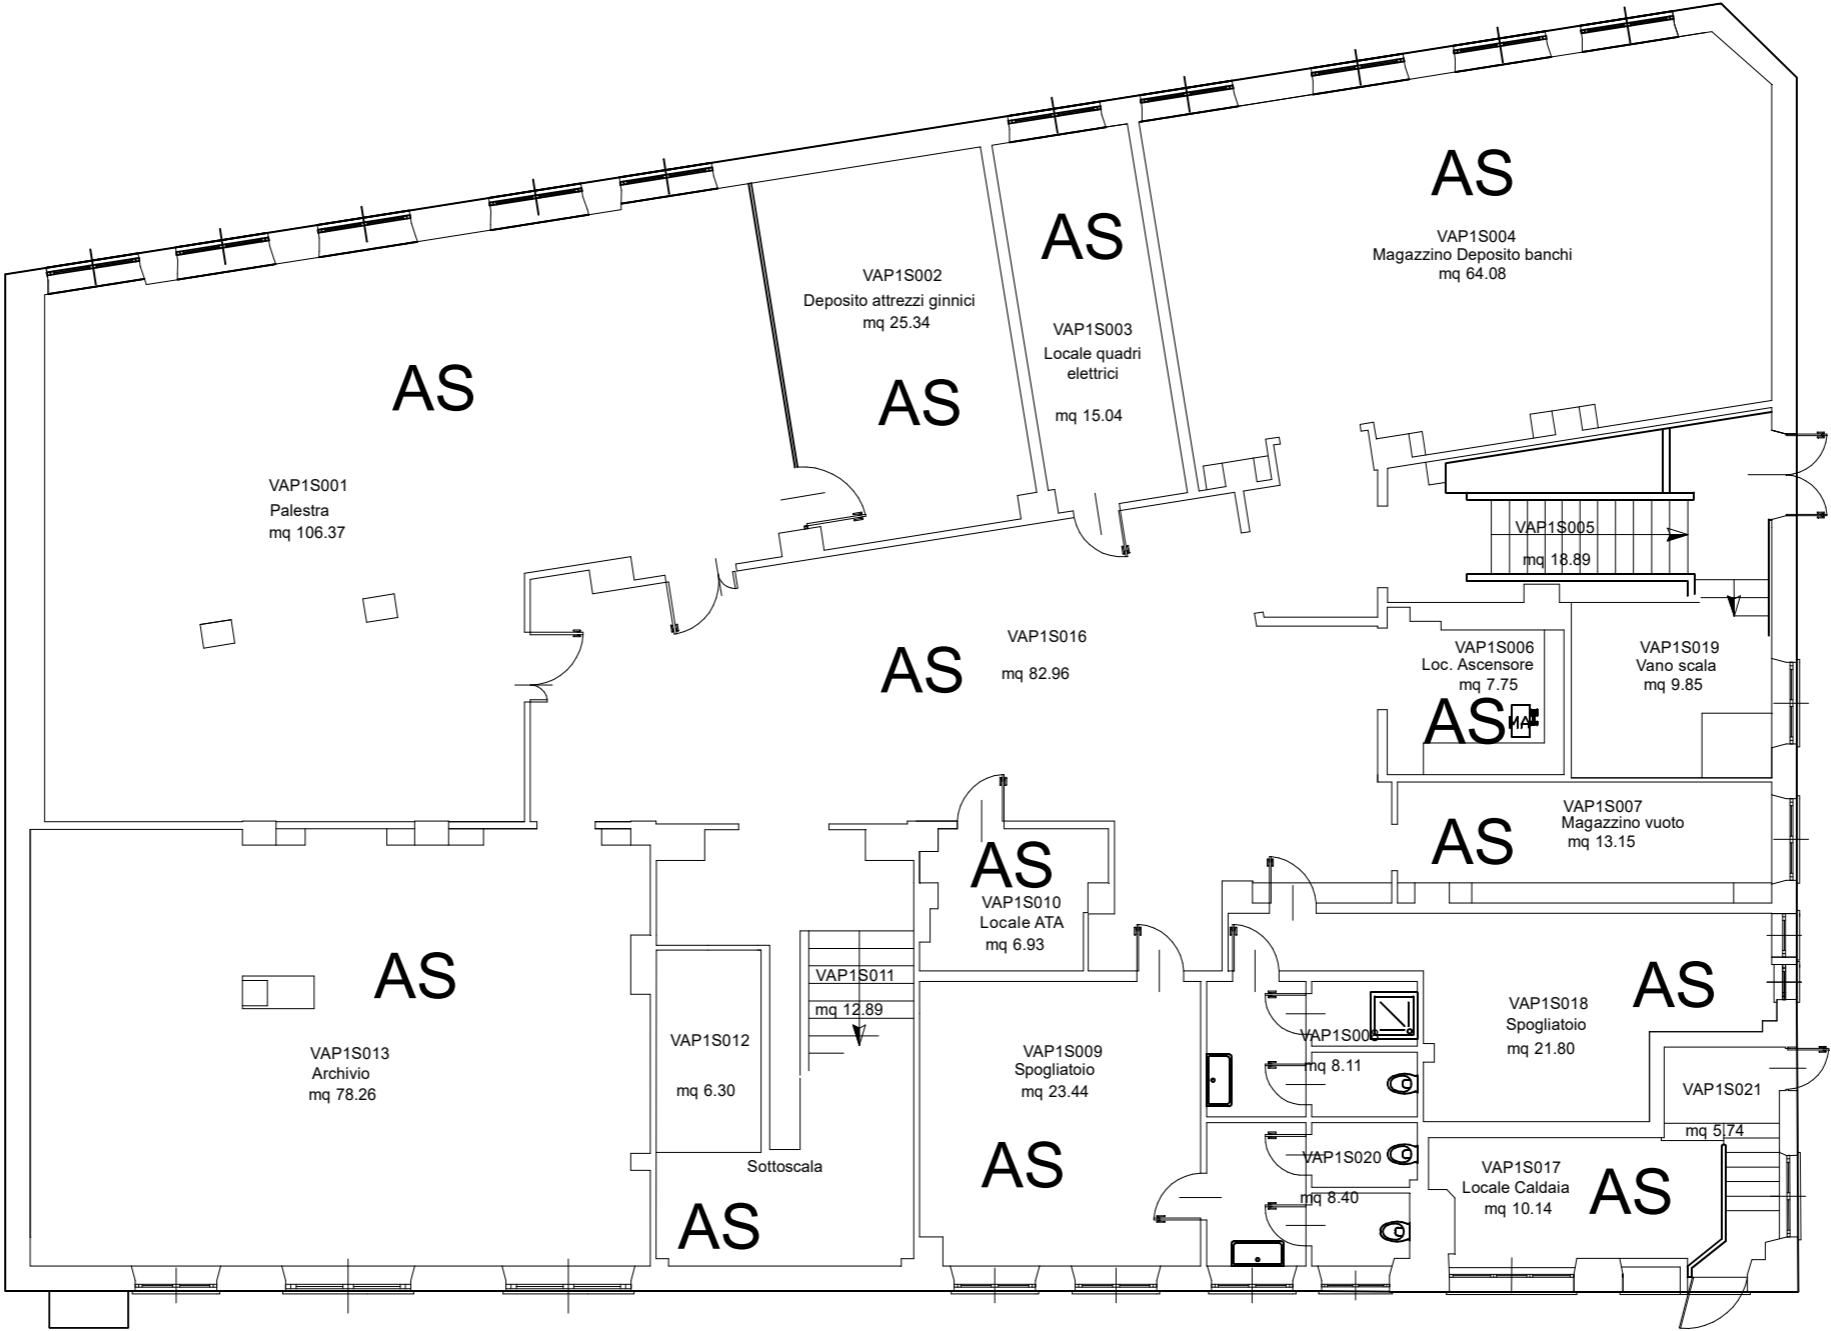 AS
VAP1S004
Magazzino Deposito banchi
mq 64.08
AS
VAP1S003
Locale quadri
elettrici
mq 15.04
VAP1S002
Deposito attrezzi ginnici
mq 25.34
AS
AS
VAP1S001
Palestra
mq 106.37
VAP1S005
mq 18.89
VAP1S016
mq 82.96
AS
VAP1S006
Loc. Ascensore
mq 7.75
AS
MA
VAP1S019
Vano scala
mq 9.85
VAP1S007
Magazzino vuoto
mq 13.15
AS
AS
VAP1S010
Locale ATA
mq 6.93
AS
VAP1S013
Archivio
mq 78.26
VAP1S011
mq 12.89
VAP1S012
mq 6.30
Sottoscala
AS
VAP1S009
Spogliatoio
mq 23.44
AS
mq 8.11
VAP1S020
mq 8.40
VAP1S018
Spogliatoio
mq 21.80
AS
VAP1S021
mq 5.74
VAP1S017
Locale Caldaia
mq 10.14
AS